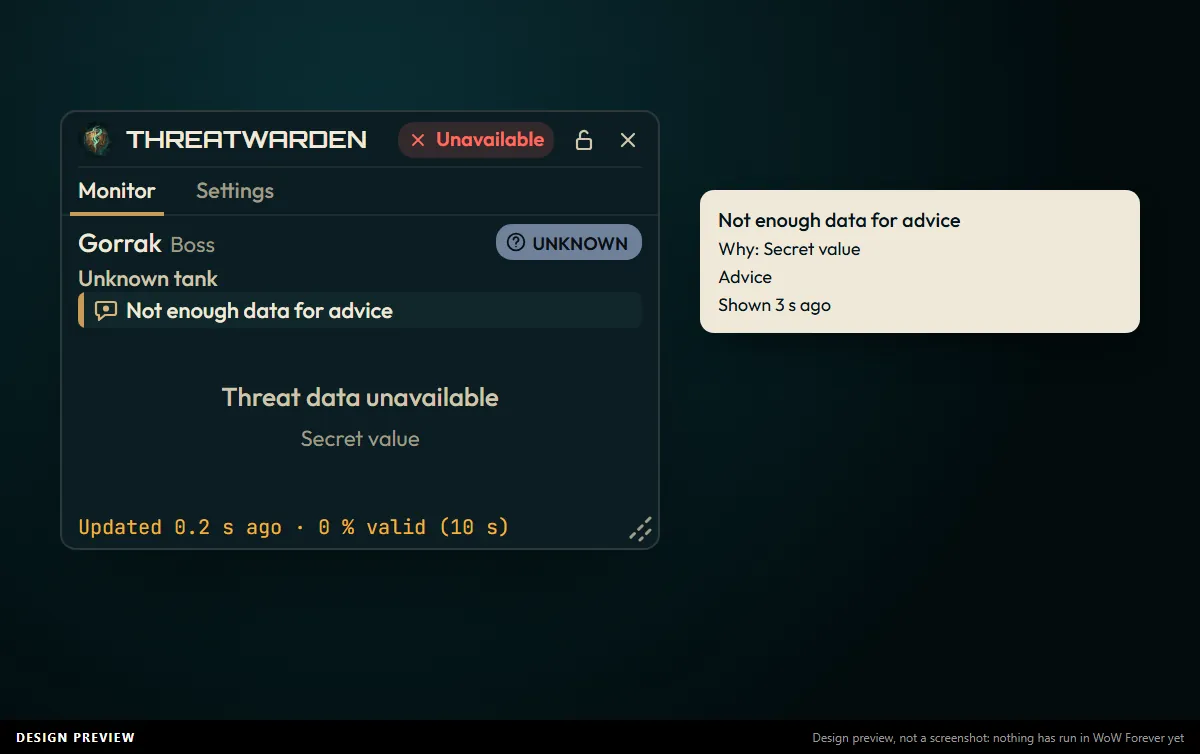 THREATWARDEN
Unavailable
Monitor
Settings
Gorrak Boss
UNKNOWN
Unknown tank
Not enough data for advice
Threat data unavailable
Secret value
Updated 0.2 s ago · 0 % valid (10 s)
Not enough data for advice
Why: Secret value
Advice
Shown 3 s ago
DESIGN PREVIEW
Design preview, not a screenshot: nothing has run in WoW Forever yet